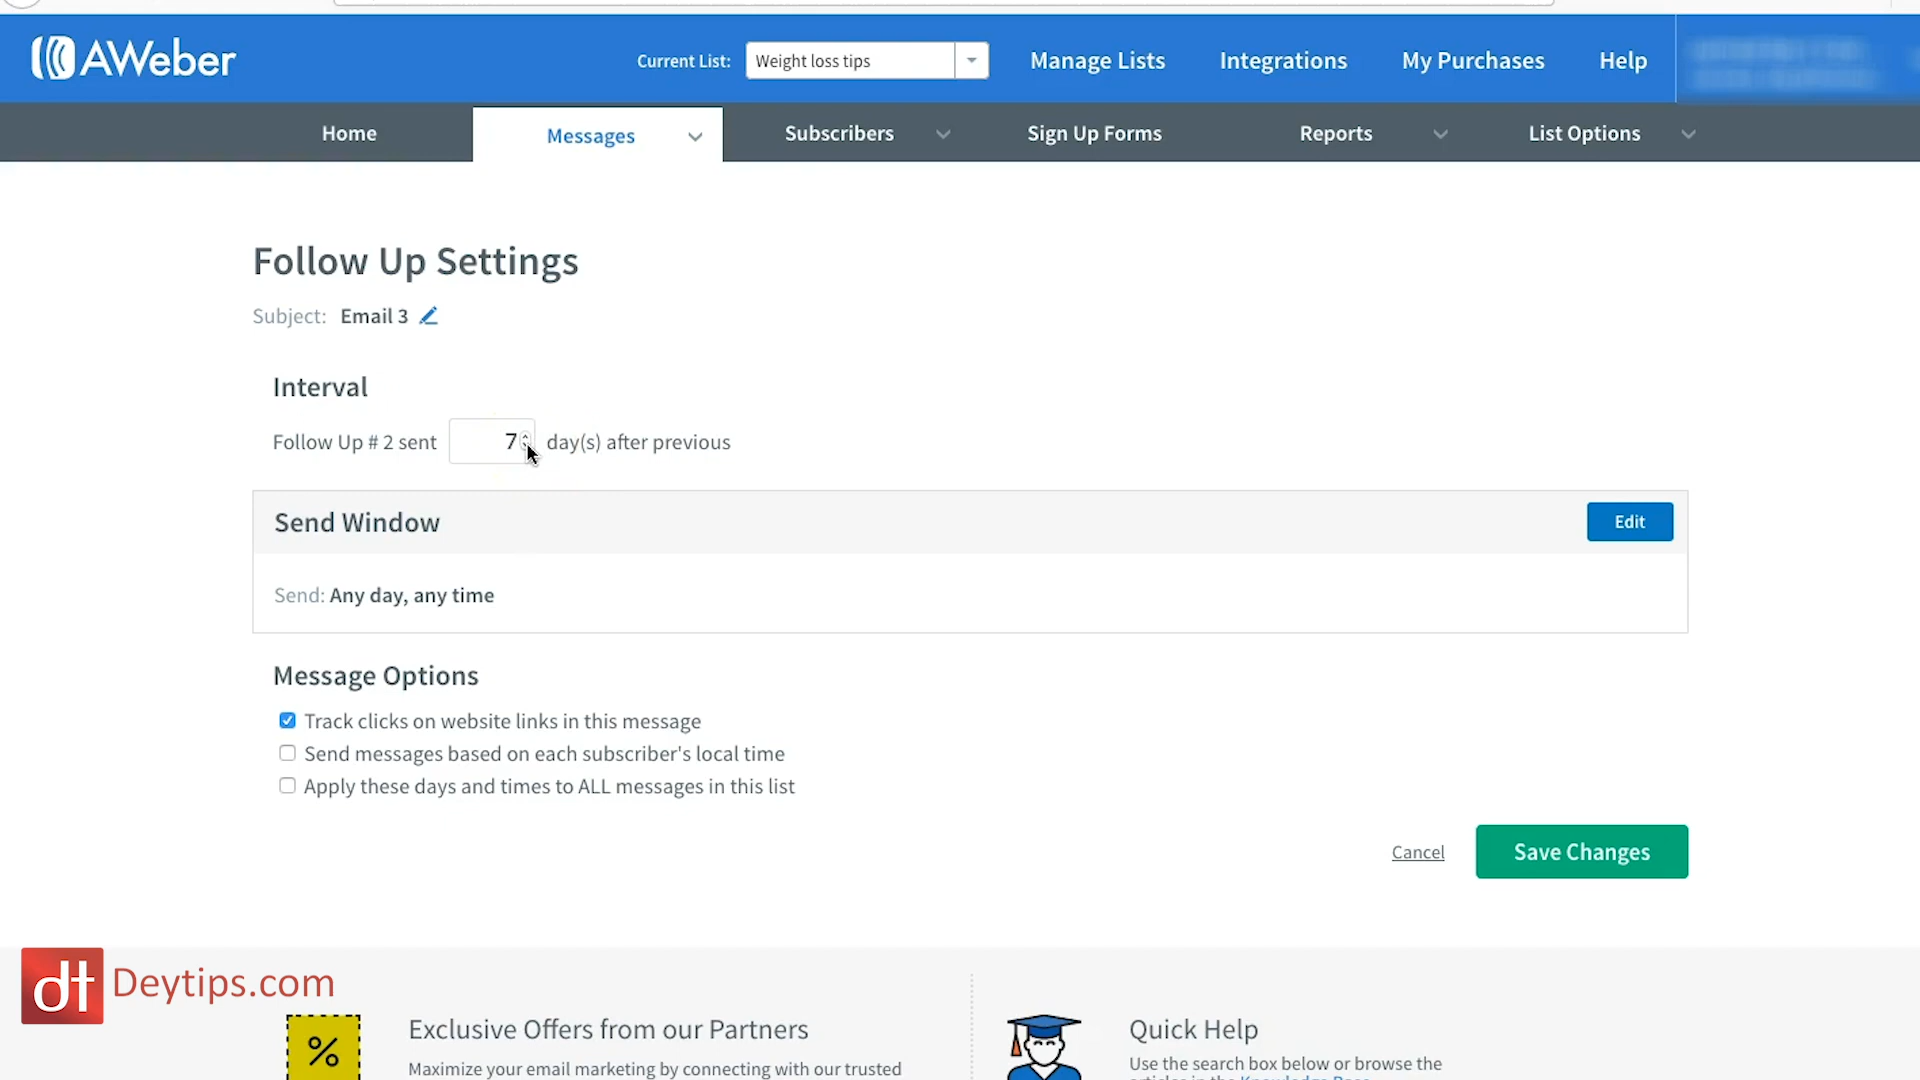 AWeber
Current List: Weight loss tips
Manage Lists
Integrations
My Purchases
Help
Home
Messages
Subscribers
Sign Up Forms
Reports
List Options
Follow Up Settings
Subject: Email 3
Interval
Follow Up # 2 sent 7 day(s) after previous
Send Window
Edit
Send: Any day, any time
Message Options
Track clicks on website links in this message
Send messages based on each subscriber's local time
Apply these days and times to ALL messages in this list
Cancel
Save Changes
dt Deytips.com
%
Exclusive Offers from our Partners
Maximize your email marketing by connecting with our trusted
Quick Help
Use the search box below or browse the
articles in the Knowledge Base